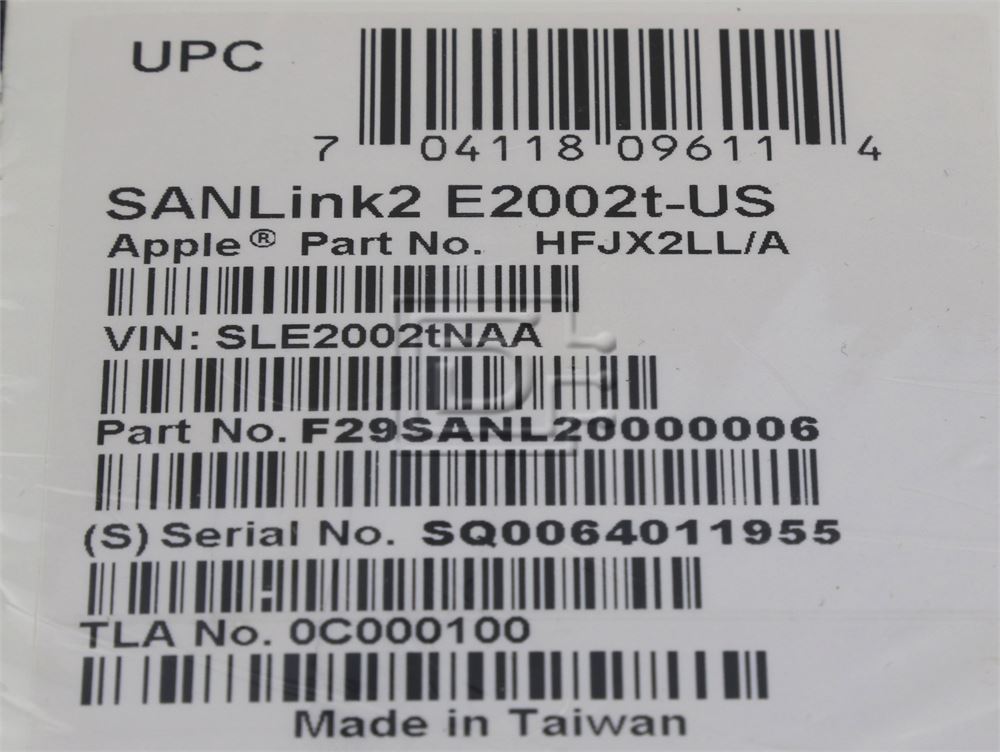 UPC
7 04118 09611 4
SANLink2 E2002t-US
Apple® Part No. HFJX2LL/A
VIN: SLE2002tNAA
Part No. F29SANL20000006
(S) Serial No. SQ0064011955
TLA No. 0C000100
Made in Taiwan